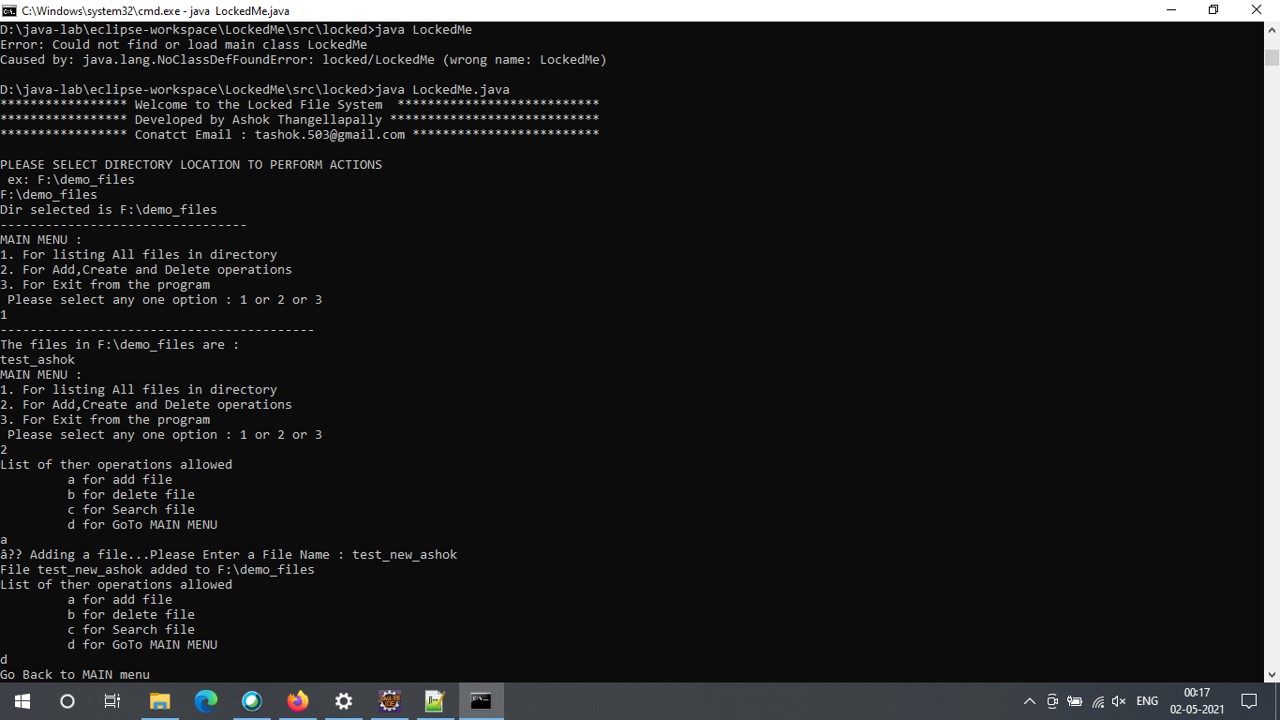 C:\Windows\system32\cmd.exe - java LockedMe.java
D:\java-lab\eclipse-workspace\LockedMe\src\locked>java LockedMe
Error: Could not find or load main class LockedMe
Caused by: java.lang.NoClassDefFoundError: locked/LockedMe (wrong name: LockedMe)
D:\java-lab\eclipse-workspace\LockedMe\src\locked>java LockedMe.java
***************** Welcome to the Locked File System  ***************************
***************** Developed by Ashok Thangellapally ****************************
***************** Conatct Email : tashok.503@gmail.com *************************
PLEASE SELECT DIRECTORY LOCATION TO PERFORM ACTIONS
 ex: F:\demo_files
F:\demo_files
Dir selected is F:\demo_files
---------------------------------
MAIN MENU :
1. For listing All files in directory
2. For Add,Create and Delete operations
3. For Exit from the program
 Please select any one option : 1 or 2 or 3
1
------------------------------------------
The files in F:\demo_files are :
test_ashok
MAIN MENU :
1. For listing All files in directory
2. For Add,Create and Delete operations
3. For Exit from the program
 Please select any one option : 1 or 2 or 3
2
List of ther operations allowed
         a for add file
         b for delete file
         c for Search file
         d for GoTo MAIN MENU
a
â?? Adding a file...Please Enter a File Name : test_new_ashok
File test_new_ashok added to F:\demo_files
List of ther operations allowed
         a for add file
         b for delete file
         c for Search file
         d for GoTo MAIN MENU
d
Go Back to MAIN menu
ENG
00:17
02-05-2021